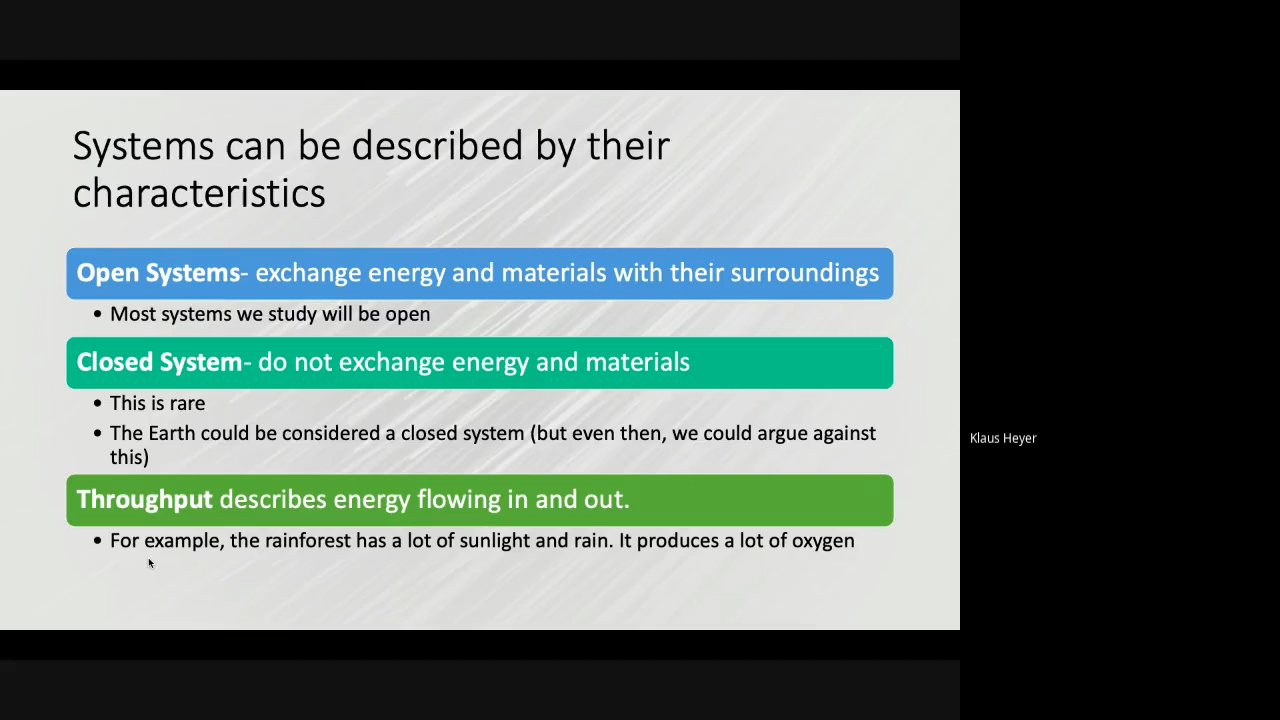 Systems can be described by their
characteristics
Open Systems- exchange energy and materials with their surroundings
• Most systems we study will be open
Closed System- do not exchange energy and materials
• This is rare
• The Earth could be considered a closed system (but even then, we could argue against
this)
Throughput describes energy flowing in and out.
• For example, the rainforest has a lot of sunlight and rain. It produces a lot of oxygen
Klaus Heyer